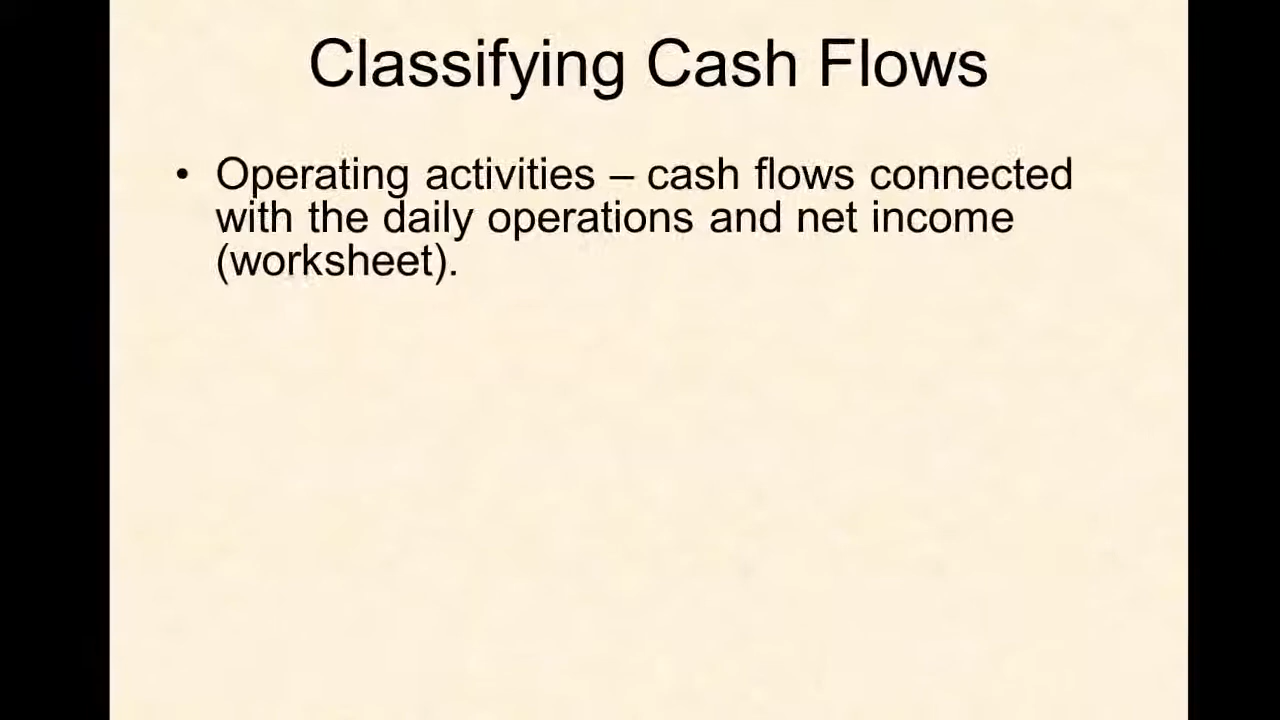 Classifying Cash Flows
• Operating activities – cash flows connected
with the daily operations and net income
(worksheet).